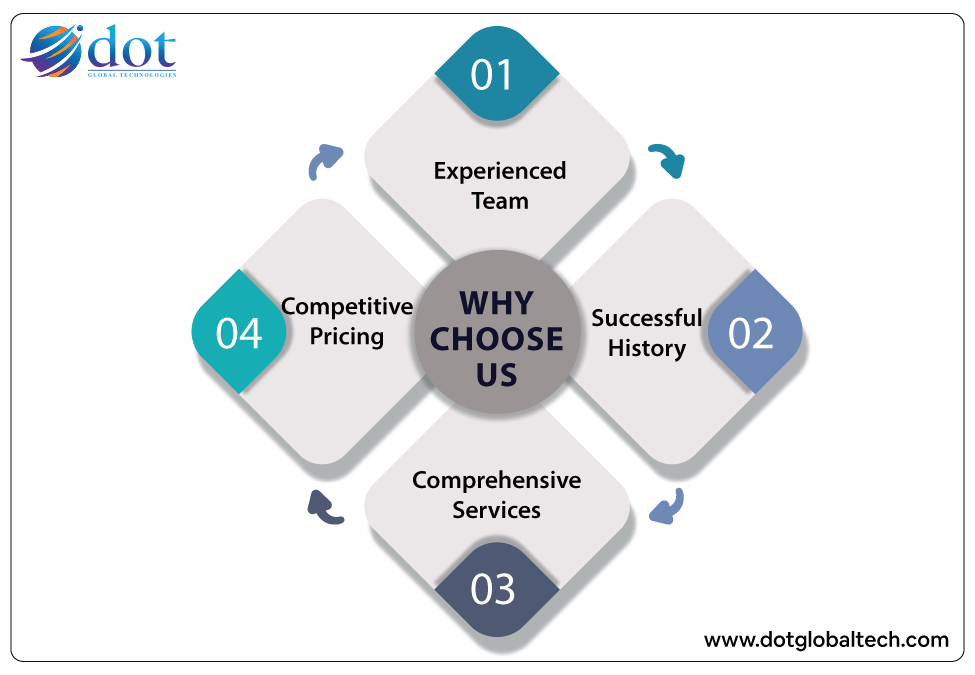 dot
GLOBAL TECHNOLOGIES
01
Experienced
Team
02
Successful
History
03
Comprehensive
Services
04
Competitive
Pricing
WHY
CHOOSE
US
www.dotglobaltech.com